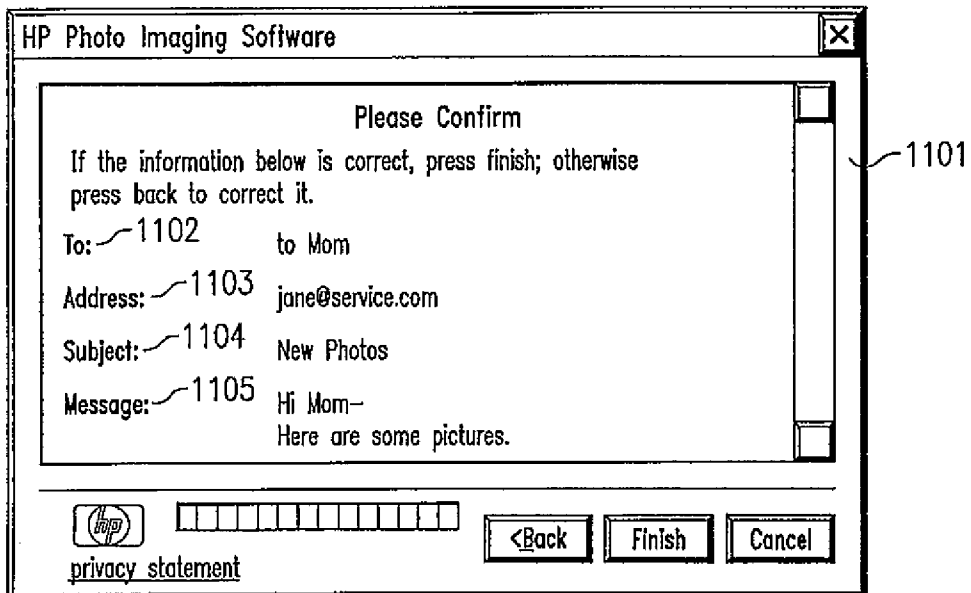 HP Photo Imaging Software
Please Confirm
If the information below is correct, press finish; otherwise
press back to correct it.
1101
To: 1102 to Mom
Address: 1103 jane@service.com
Subject: 1104 New Photos
Message: 1105 Hi Mom–
Here are some pictures.
hp
<Back Finish Cancel
privacy statement